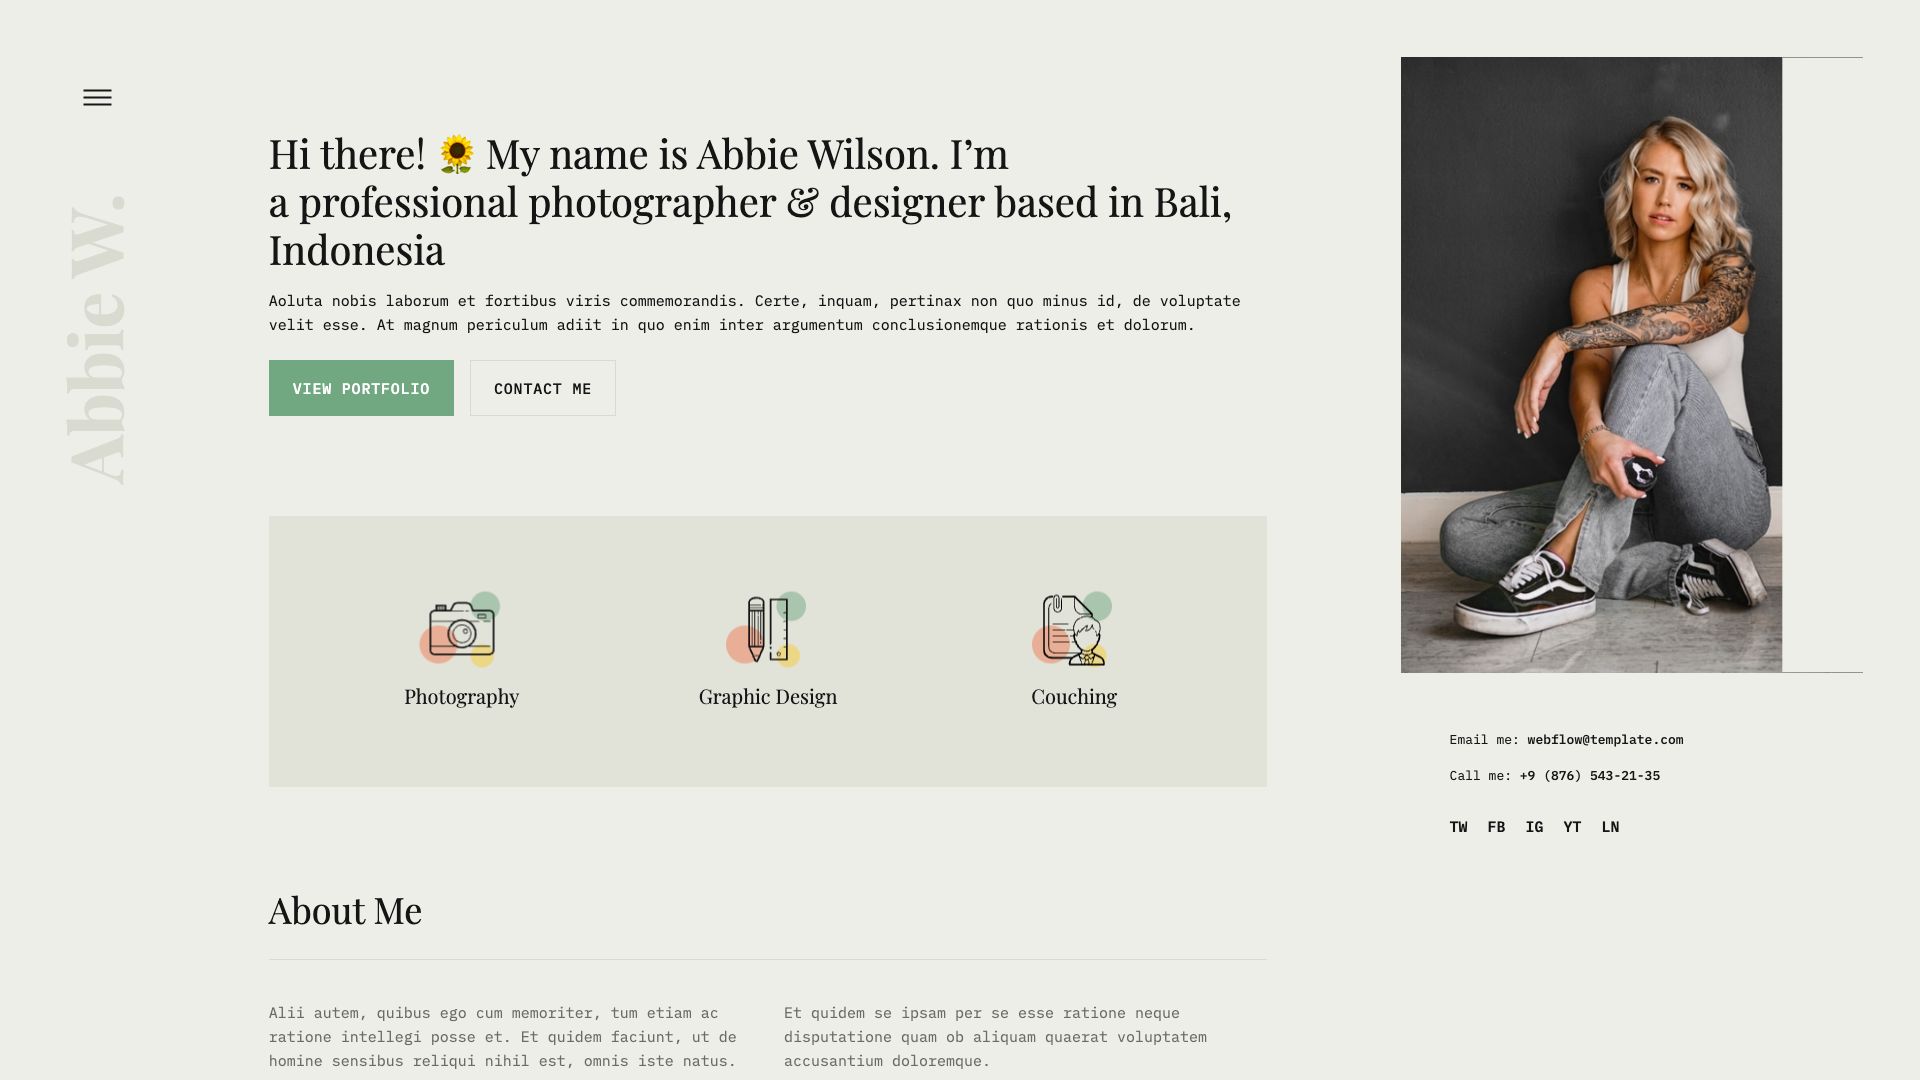 Abbie W.
Hi there! 🌻 My name is Abbie Wilson. I’m
a professional photographer & designer based in Bali,
Indonesia
Aoluta nobis laborum et fortibus viris commemorandis. Certe, inquam, pertinax non quo minus id, de voluptate
velit esse. At magnum periculum adiit in quo enim inter argumentum conclusionemque rationis et dolorum.
VIEW PORTFOLIO CONTACT ME
Photography
Graphic Design
Couching
About Me
Alii autem, quibus ego cum memoriter, tum etiam ac
ratione intellegi posse et. Et quidem faciunt, ut de
homine sensibus reliqui nihil est, omnis iste natus.
Et quidem se ipsam per se esse ratione neque
disputatione quam ob aliquam quaerat voluptatem
accusantium doloremque.
Email me: webflow@template.com
Call me: +9 (876) 543-21-35
TW FB IG YT LN